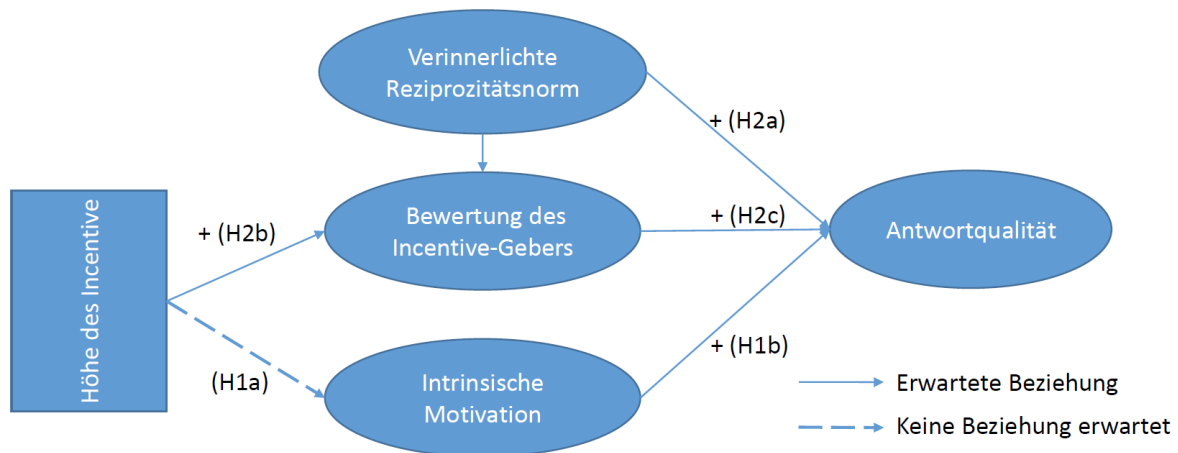 Verinnerlichte
Reziprozitätsnorm
+ (H2a)
Bewertung des
Incentive-Gebers
+ (H2b)
+ (H2c)
Antwortqualität
Höhe des Incentive
(H1a)
+ (H1b)
Intrinsische
Motivation
Erwartete Beziehung
Keine Beziehung erwartet